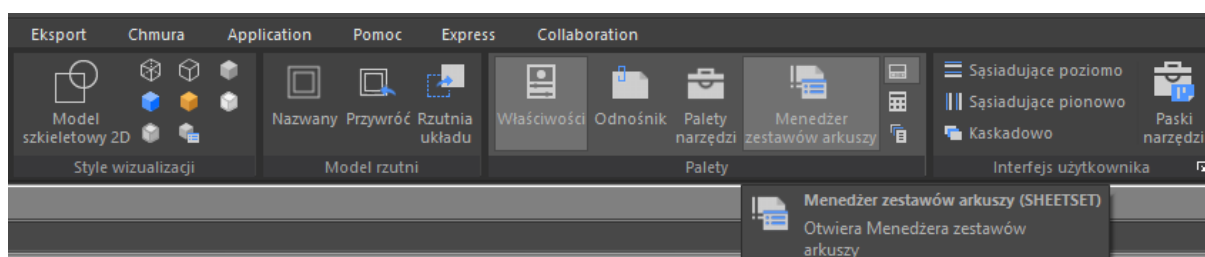 Eksport Chmura Application Pomoc Express Collaboration
Model
szkieletowy 2D
Nazwany Przywróć Rzutnia
układu
Właściwości Odnośnik Palety
narzędzi
Menedżer
zestawów arkuszy
Sąsiadujące poziomo
Sąsiadujące pionowo
Kaskadowo
Paski
narzędzi
Style wizualizacji Model rzutni Palety Interfejs użytkownika
Menedżer zestawów arkuszy (SHEETSET)
Otwiera Menedżera zestawów
arkuszy